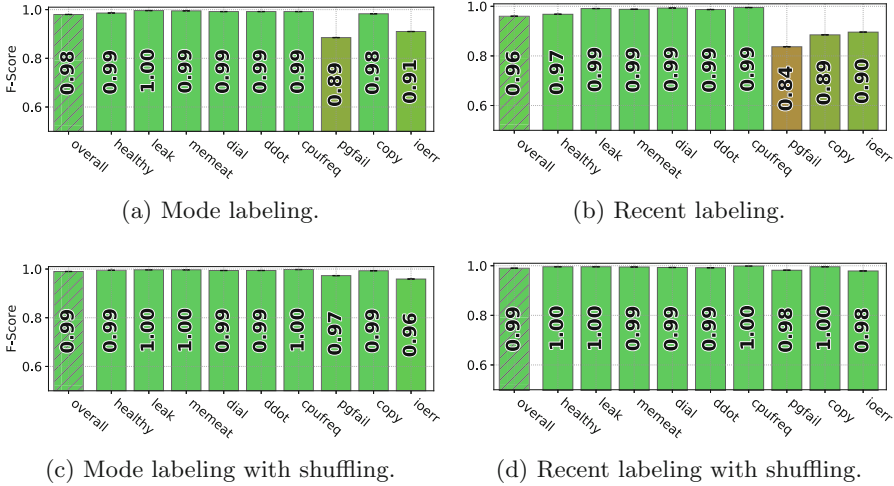 F-Score
1.0
0.8
0.6
0.98
0.99
1.00
0.99
0.99
0.99
0.99
0.89
0.98
0.91
overall
healthy
leak
memeat
dial
ddot
cpufreq
pgfail
copy
ioerr
(a) Mode labeling.
1.0
0.8
0.6
0.96
0.97
0.99
0.99
0.99
0.99
0.99
0.84
0.89
0.90
overall
healthy
leak
memeat
dial
ddot
cpufreq
pgfail
copy
ioerr
(b) Recent labeling.
F-Score
1.0
0.8
0.6
0.99
0.99
1.00
1.00
0.99
0.99
1.00
0.97
0.99
0.96
overall
healthy
leak
memeat
dial
ddot
cpufreq
pgfail
copy
ioerr
(c) Mode labeling with shuffling.
1.0
0.8
0.6
0.99
1.00
1.00
0.99
0.99
0.99
1.00
0.98
1.00
0.98
overall
healthy
leak
memeat
dial
ddot
cpufreq
pgfail
copy
ioerr
(d) Recent labeling with shuffling.